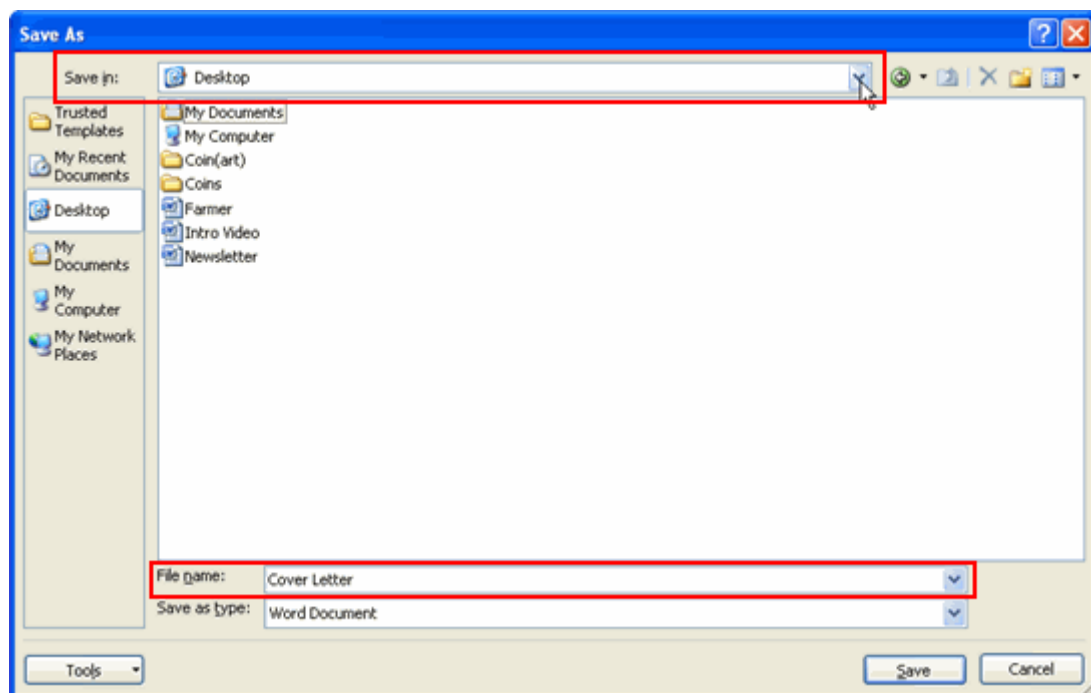 Save As
Save in:
Desktop
Trusted
Templates
My Recent
Documents
Desktop
My
Documents
My
Computer
My Network
Places
My Documents
My Computer
Coin(art)
Coins
Farmer
Intro Video
Newsletter
File name:
Cover Letter
Save as type:
Word Document
Tools
Save
Cancel